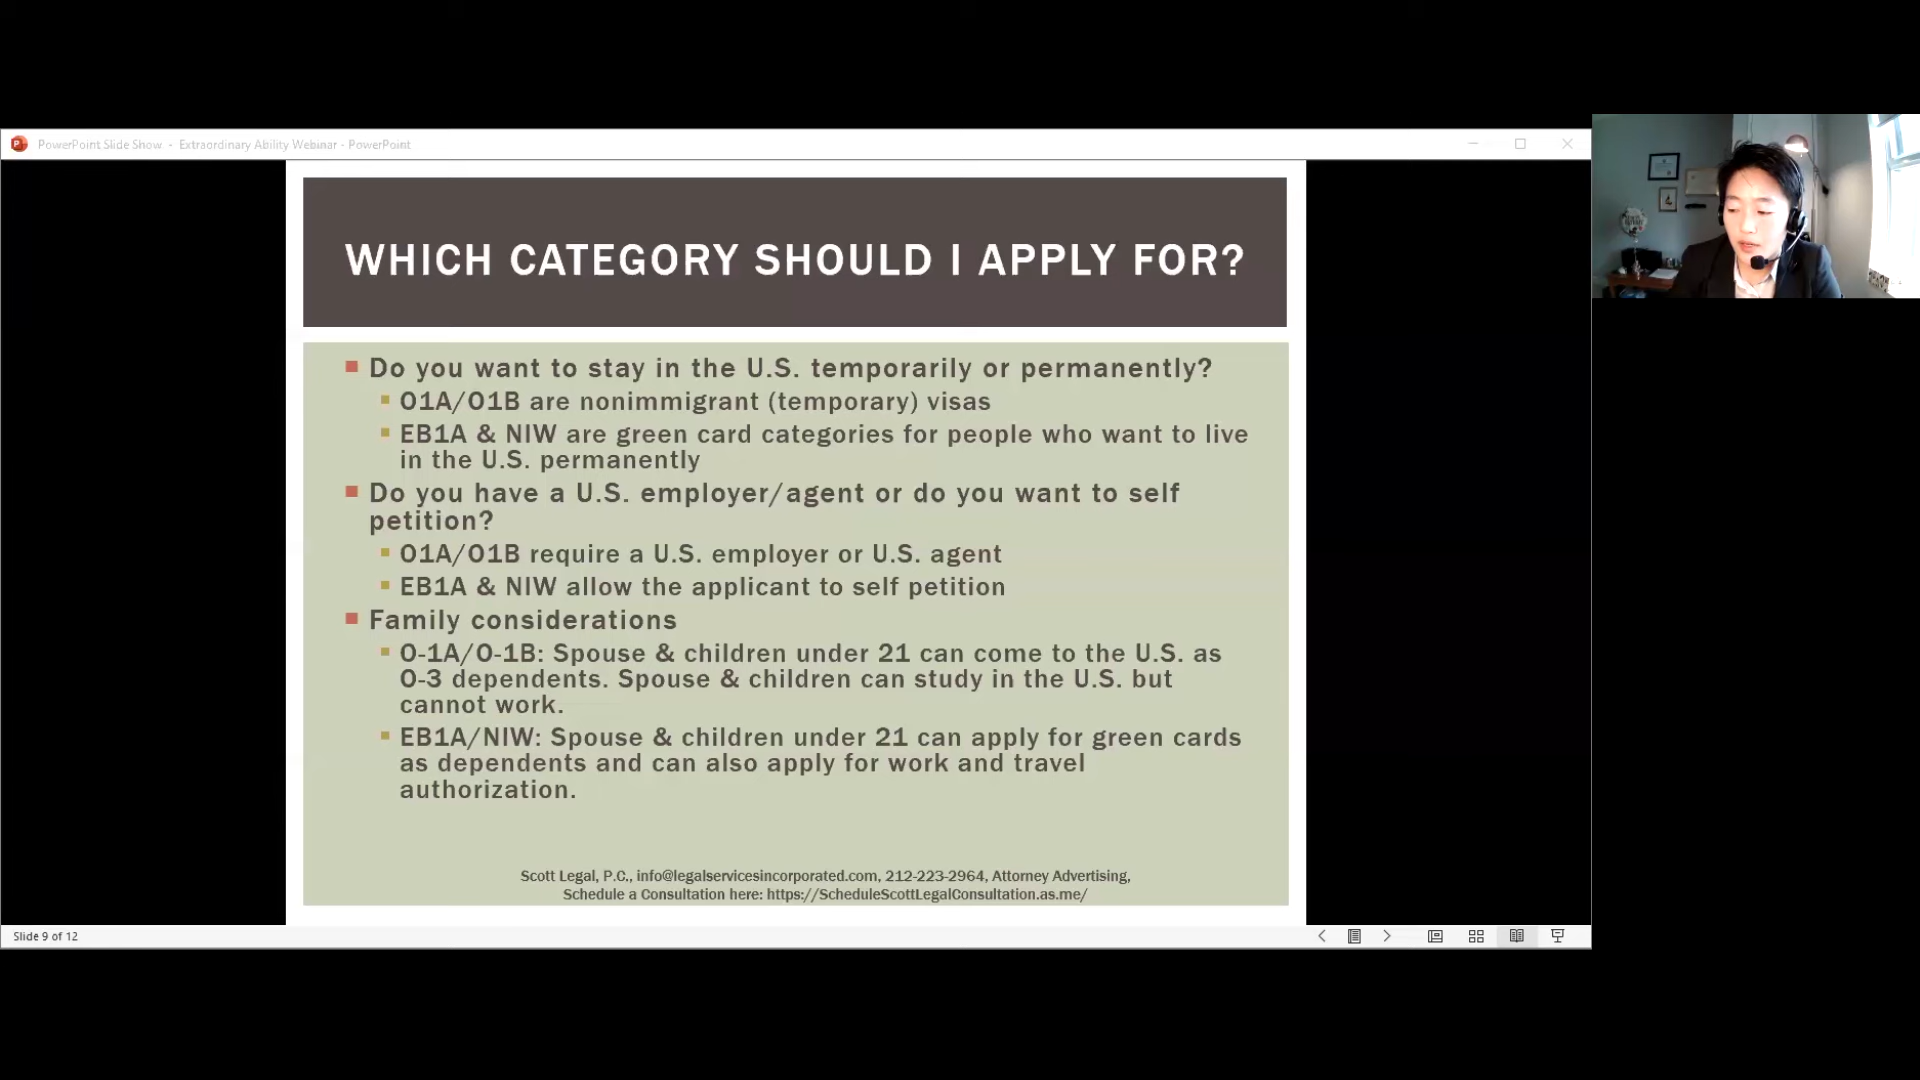 PowerPoint Slide Show - Extraordinary Ability Webinar - PowerPoint
WHICH CATEGORY SHOULD I APPLY FOR?
Do you want to stay in the U.S. temporarily or permanently?
O1A/O1B are nonimmigrant (temporary) visas
EB1A & NIW are green card categories for people who want to live
in the U.S. permanently
Do you have a U.S. employer/agent or do you want to self
petition?
O1A/O1B require a U.S. employer or U.S. agent
EB1A & NIW allow the applicant to self petition
Family considerations
O-1A/O-1B: Spouse & children under 21 can come to the U.S. as
O-3 dependents. Spouse & children can study in the U.S. but
cannot work.
EB1A/NIW: Spouse & children under 21 can apply for green cards
as dependents and can also apply for work and travel
authorization.
Scott Legal, P.C., info@legalservicesincorporated.com, 212-223-2964, Attorney Advertising,
Schedule a Consultation here: https://ScheduleScottLegalConsultation.as.me/
Slide 9 of 12